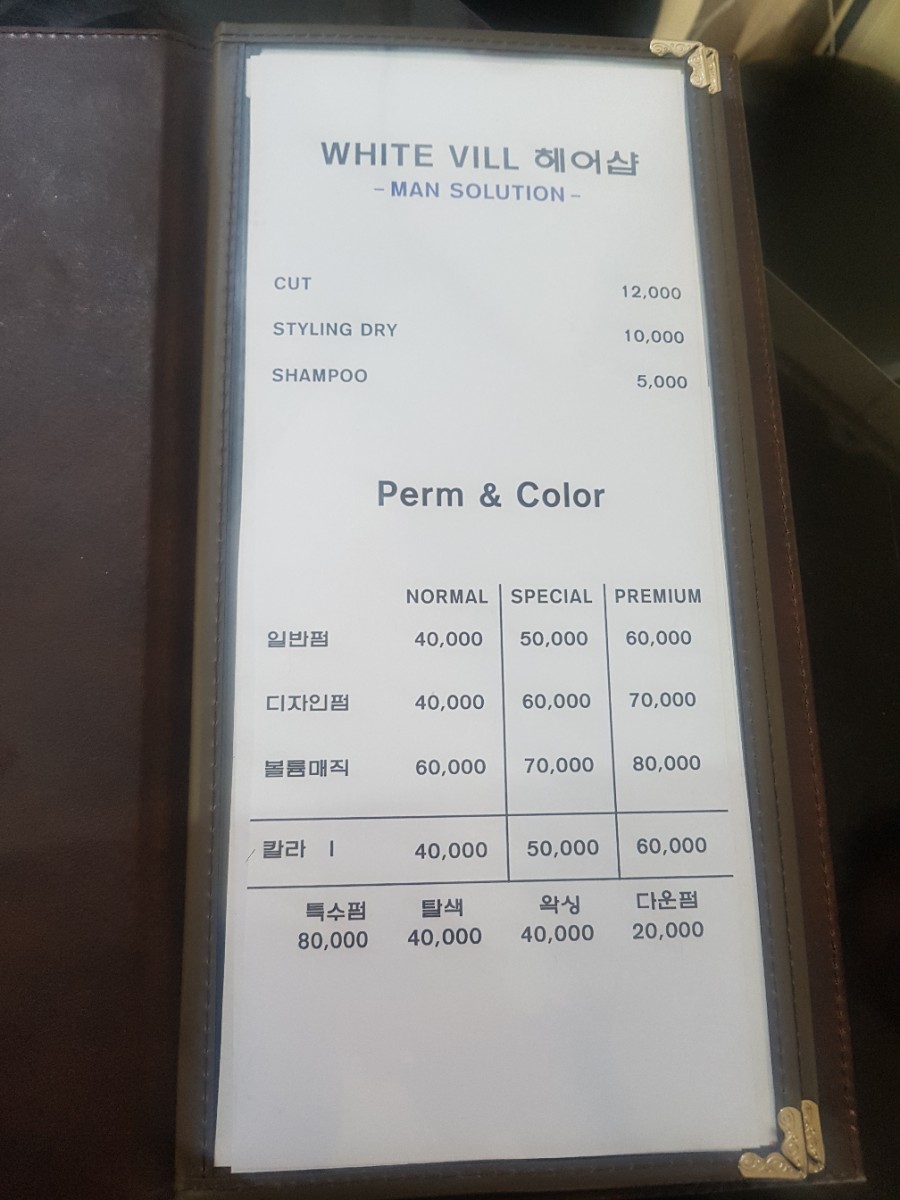 WHITE VILL 헤어샵
- MAN SOLUTION -
CUT 12,000
STYLING DRY 10,000
SHAMPOO 5,000
Perm & Color
NORMAL SPECIAL PREMIUM
일반펌 40,000 50,000 60,000
디자인펌 40,000 60,000 70,000
볼륨매직 60,000 70,000 80,000
칼라 I 40,000 50,000 60,000
특수펌 탈색 왁싱 다운펌
80,000 40,000 40,000 20,000